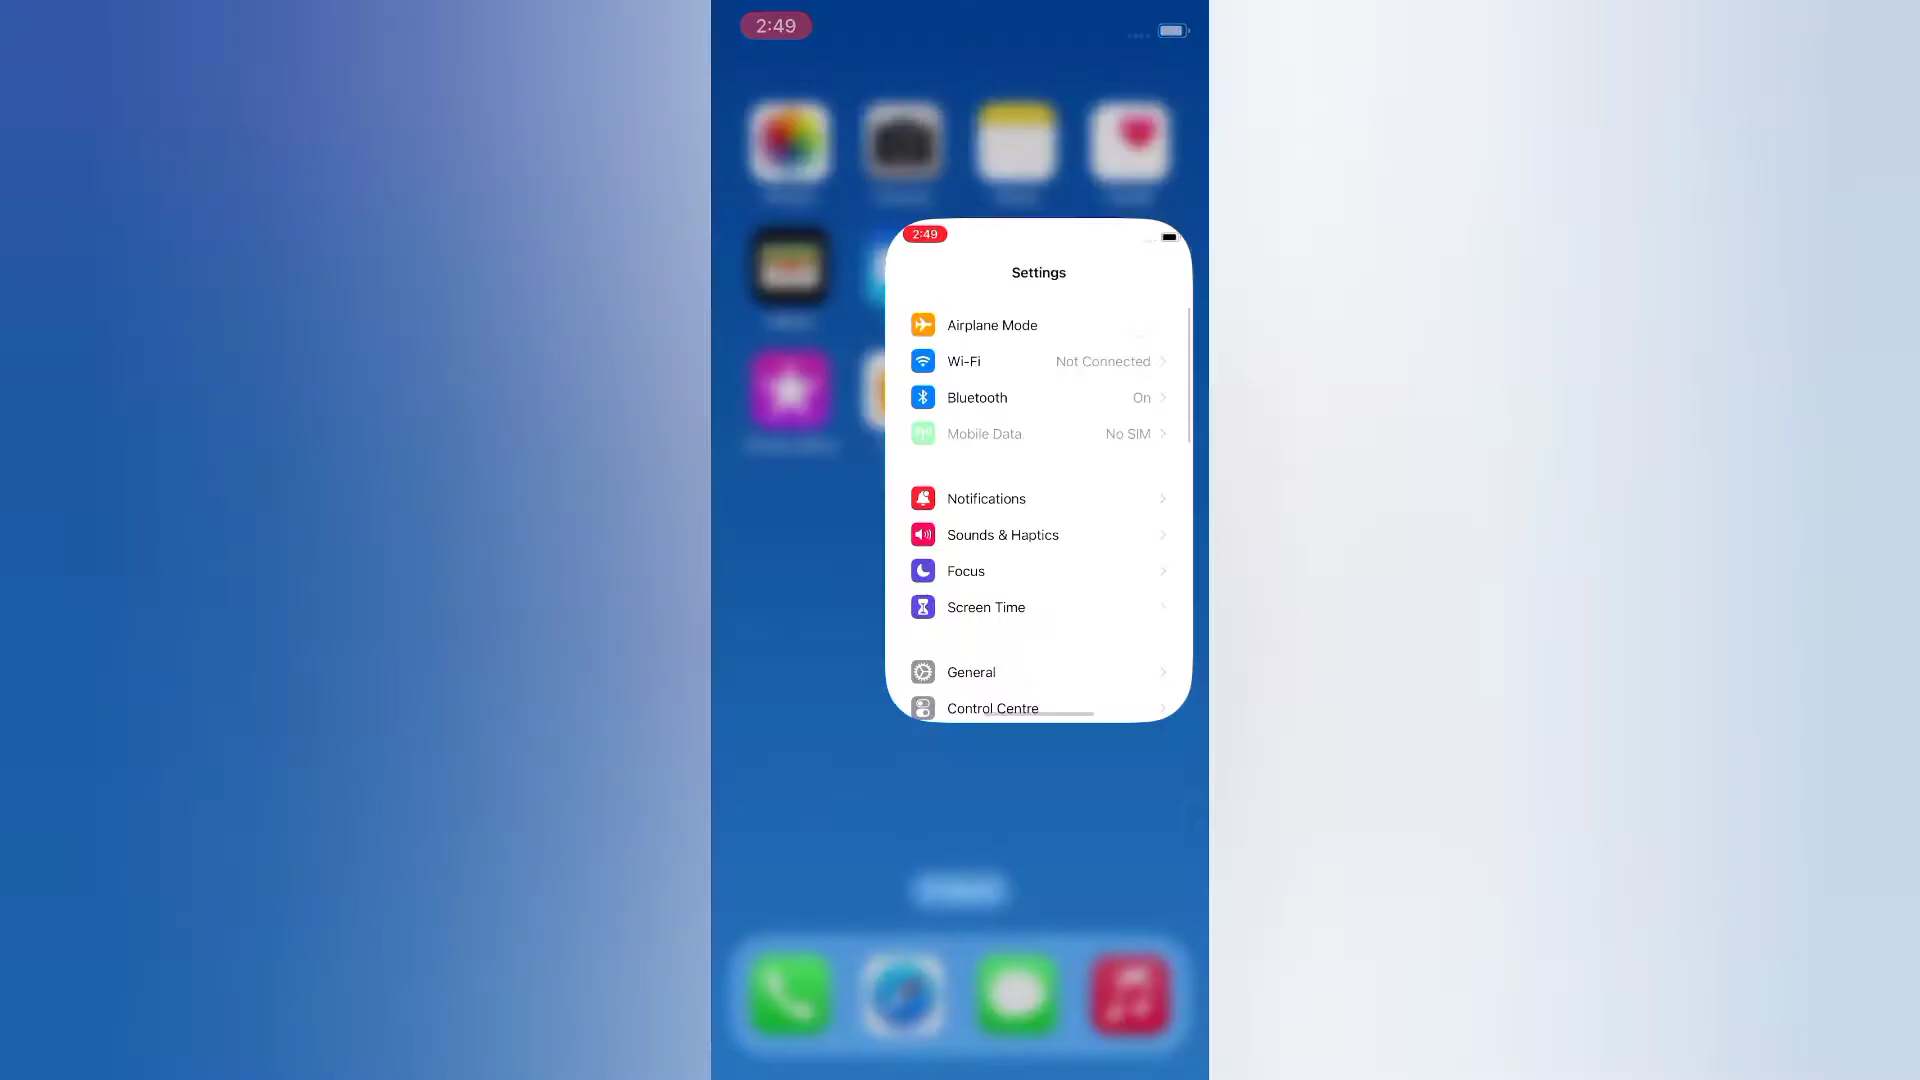 2:49
2:49
Settings
Airplane Mode
Wi-Fi Not Connected
Bluetooth On
Mobile Data No SIM
Notifications
Sounds & Haptics
Focus
Screen Time
General
Control Centre